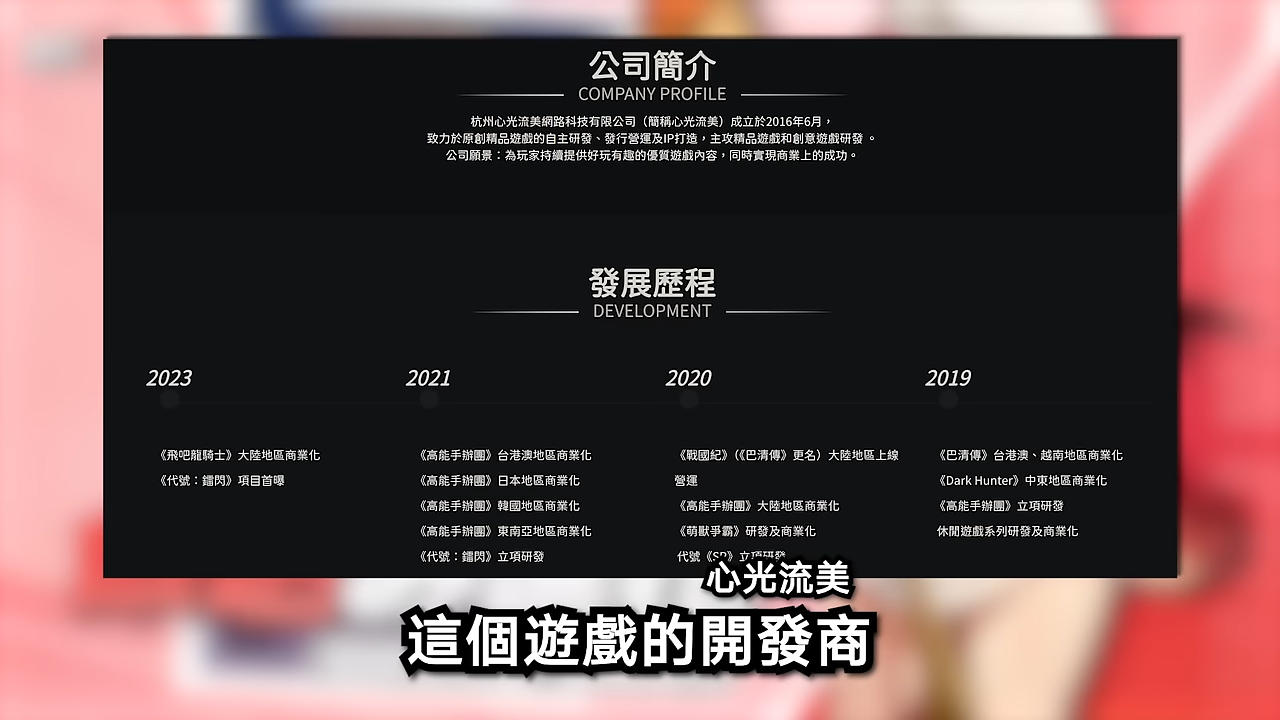 公司簡介
COMPANY PROFILE
杭州心光流美網路科技有限公司（簡稱心光流美）成立於2016年6月，
致力於原創精品遊戲的自主研發、發行營運及IP打造，主攻精品遊戲和創意遊戲研發 。
公司願景：為玩家持續提供好玩有趣的優質遊戲內容，同時實現商業上的成功。
發展歷程
DEVELOPMENT
2023
《飛吧龍騎士》大陸地區商業化
《代號：鐳閃》項目首曝
2021
《高能手辦團》台港澳地區商業化
《高能手辦團》日本地區商業化
《高能手辦團》韓國地區商業化
《高能手辦團》東南亞地區商業化
《代號：鐳閃》立項研發
2020
《戰國紀》（《巴清傳》更名）大陸地區上線
營運
《高能手辦團》大陸地區商業化
《萌獸爭霸》研發及商業化
代號《SP》立項研發
2019
《巴清傳》台港澳、越南地區商業化
《Dark Hunter》中東地區商業化
《高能手辦團》立項研發
休閒遊戲系列研發及商業化
心光流美
這個遊戲的開發商